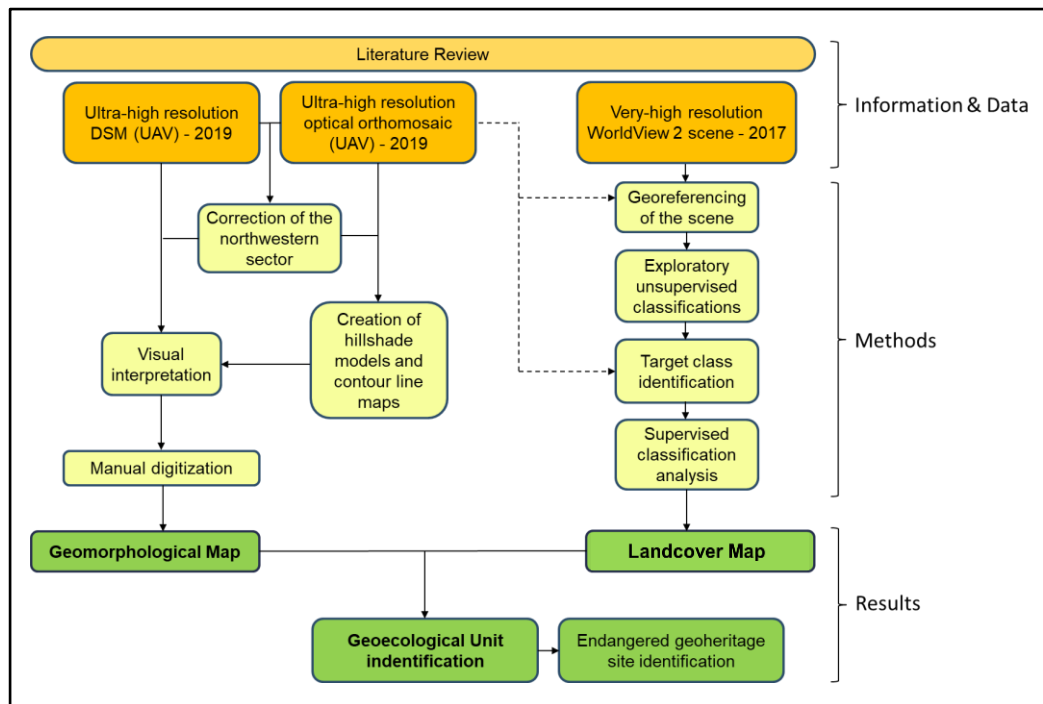 Literature Review
Ultra-high resolution
DSM (UAV) - 2019
Ultra-high resolution
optical orthomosaic
(UAV) - 2019
Very-high resolution
WorldView 2 scene - 2017
Information & Data
Correction of the
northwestern
sector
Georeferencing
of the scene
Exploratory
unsupervised
classifications
Creation of
hillshade
models and
contour line
maps
Visual
interpretation
Target class
identification
Methods
Manual digitization
Supervised
classification
analysis
Geomorphological Map
Landcover Map
Results
Geoecological Unit
indentification
Endangered geoheritage
site identification